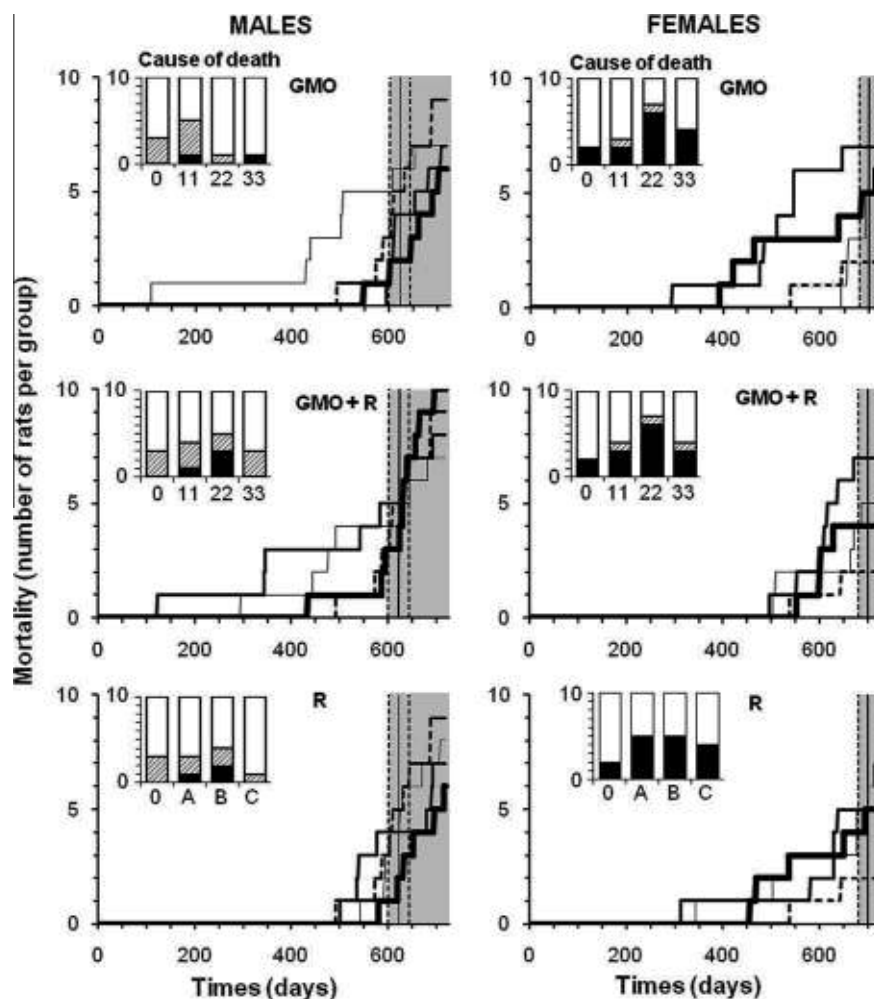 MALES
FEMALES
Mortality (number of rats per group)
Cause of death
GMO
10
5
0
10
0
0 11 22 33
0 200 400 600
Cause of death
GMO
10
5
0
10
0
0 11 22 33
0 200 400 600
GMO + R
10
5
0
10
0
0 11 22 33
0 200 400 600
GMO + R
10
5
0
10
0
0 11 22 33
0 200 400 600
R
10
5
0
10
0
0 A B C
0 200 400 600
Times (days)
R
10
5
0
10
0
0 A B C
0 200 400 600
Times (days)